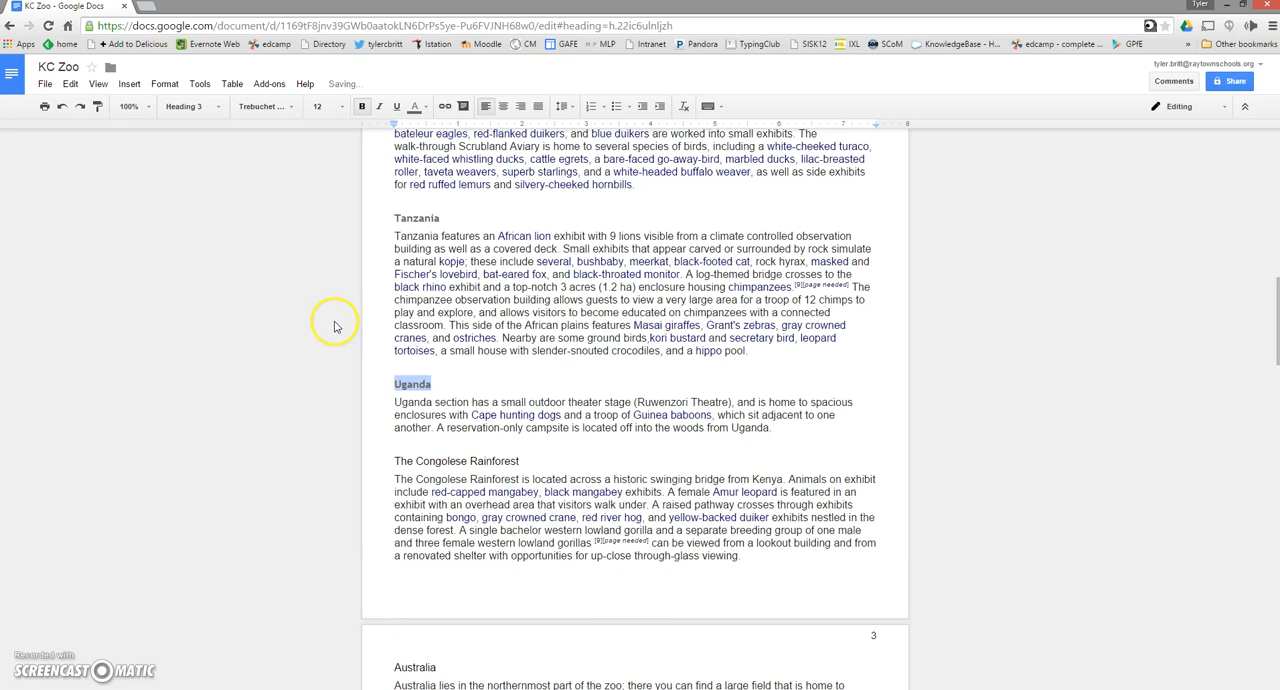 KC Zoo - Google Docs
Tyler
https://docs.google.com/document/d/1169tF8jnv39GWb0aatokLN6DrPs5ye-Pu6FVJNH68w0/edit#heading=h.22ic6ulnljzh
Apps home + Add to Delicious Evernote Web edcamp Directory tylercbritt Istation Moodle CM GAFE MLP Intranet Pandora TypingClub SISK12 IXL SCoM KnowledgeBase - H... edcamp - complete ... GPfE » Other bookmarks
KC Zoo
tyler.britt@raytownschools.org
File Edit View Insert Format Tools Table Add-ons Help Saving...
Comments Share
100% Heading 3 Trebuchet ... 12 B I U A Editing
1 2 3 4 5 6 7 8
bateleur eagles, red-flanked duikers, and blue duikers are worked into small exhibits. The
walk-through Scrubland Aviary is home to several species of birds, including a white-cheeked turaco,
white-faced whistling ducks, cattle egrets, a bare-faced go-away-bird, marbled ducks, lilac-breasted
roller, taveta weavers, superb starlings, and a white-headed buffalo weaver, as well as side exhibits
for red ruffed lemurs and silvery-cheeked hornbills.
Tanzania
Tanzania features an African lion exhibit with 9 lions visible from a climate controlled observation
building as well as a covered deck. Small exhibits that appear carved or surrounded by rock simulate
a natural kopje; these include several, bushbaby, meerkat, black-footed cat, rock hyrax, masked and
Fischer's lovebird, bat-eared fox, and black-throated monitor. A log-themed bridge crosses to the
black rhino exhibit and a top-notch 3 acres (1.2 ha) enclosure housing chimpanzees.[9][page needed] The
chimpanzee observation building allows guests to view a very large area for a troop of 12 chimps to
play and explore, and allows visitors to become educated on chimpanzees with a connected
classroom. This side of the African plains features Masai giraffes, Grant's zebras, gray crowned
cranes, and ostriches. Nearby are some ground birds,kori bustard and secretary bird, leopard
tortoises, a small house with slender-snouted crocodiles, and a hippo pool.
Uganda
Uganda section has a small outdoor theater stage (Ruwenzori Theatre), and is home to spacious
enclosures with Cape hunting dogs and a troop of Guinea baboons, which sit adjacent to one
another. A reservation-only campsite is located off into the woods from Uganda.
The Congolese Rainforest
The Congolese Rainforest is located across a historic swinging bridge from Kenya. Animals on exhibit
include red-capped mangabey, black mangabey exhibits. A female Amur leopard is featured in an
exhibit with an overhead area that visitors walk under. A raised pathway crosses through exhibits
containing bongo, gray crowned crane, red river hog, and yellow-backed duiker exhibits nestled in the
dense forest. A single bachelor western lowland gorilla and a separate breeding group of one male
and three female western lowland gorillas [9][page needed] can be viewed from a lookout building and from
a renovated shelter with opportunities for up-close through-glass viewing.
3
Australia
Australia lies in the northernmost part of the zoo; there you can find a large field that is home to
Recorded with
SCREENCAST O MATIC